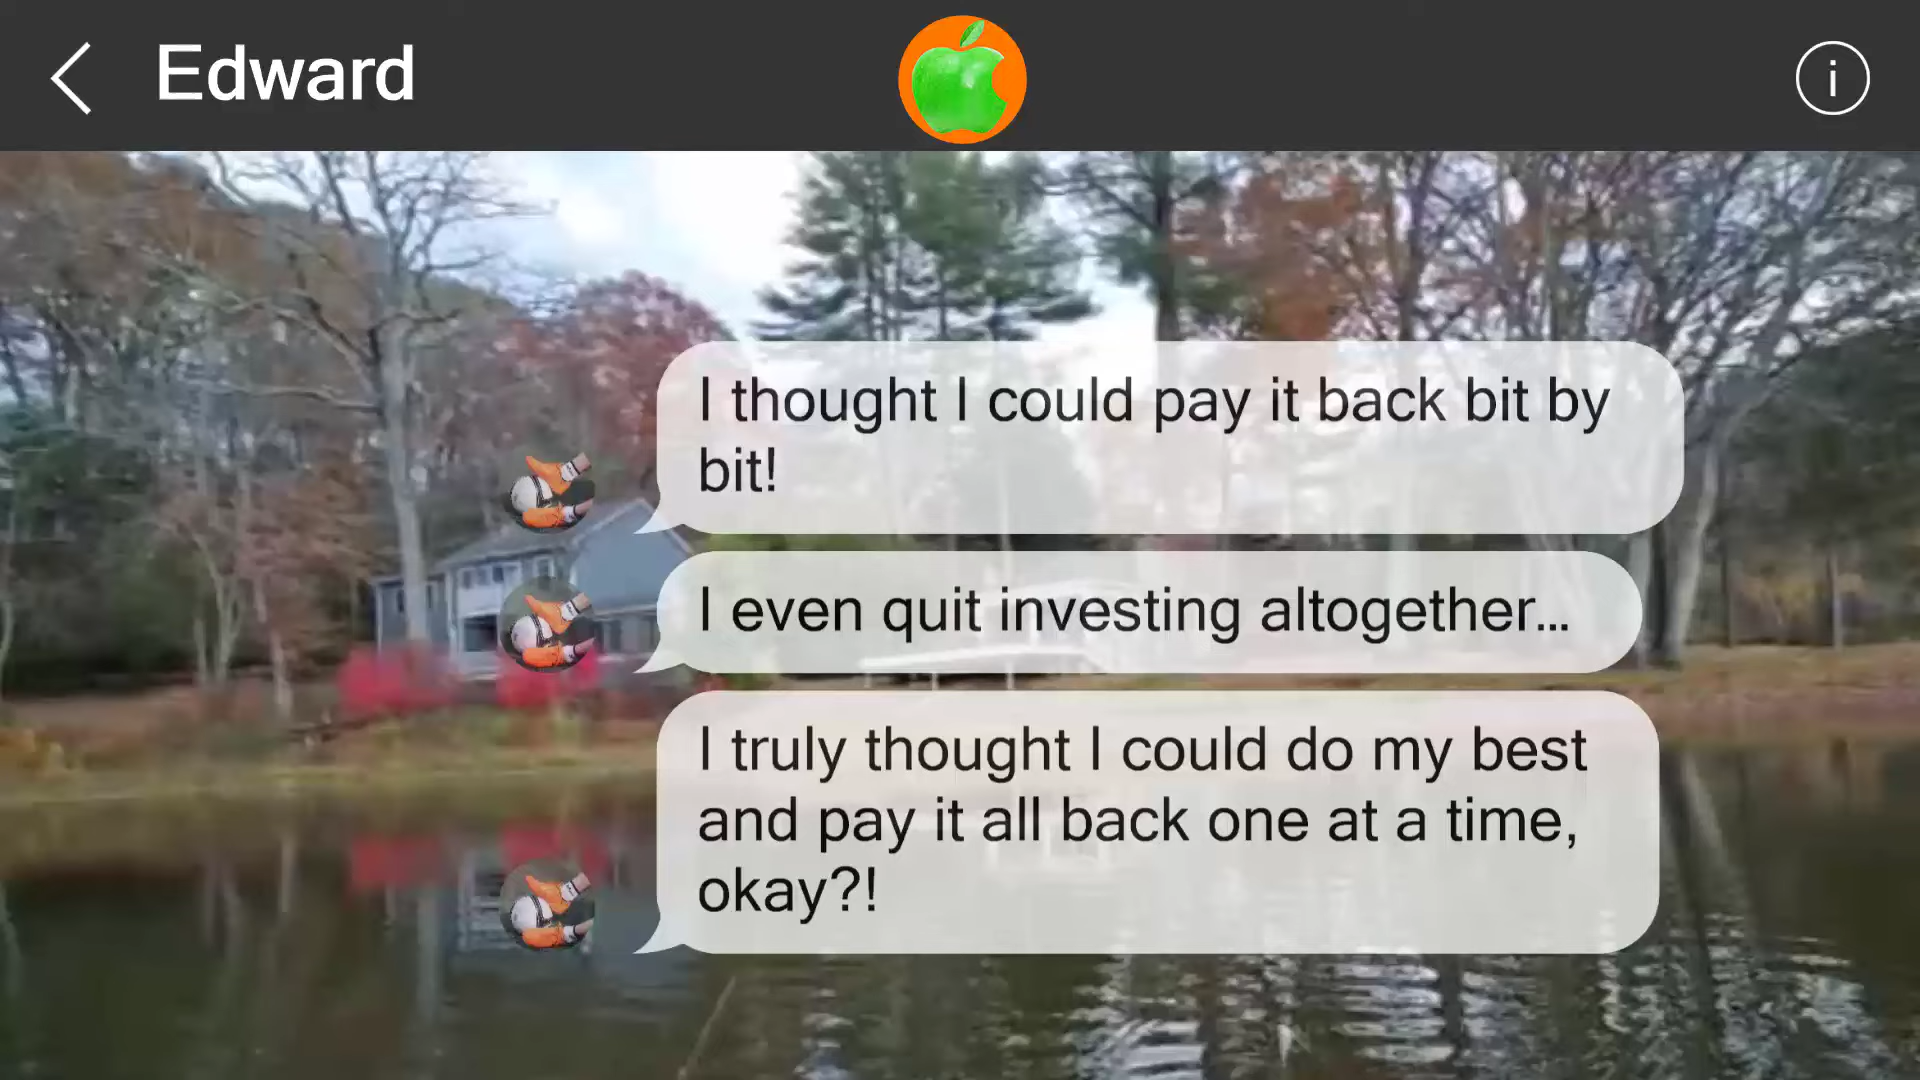 Edward
i
I thought I could pay it back bit by
bit!
I even quit investing altogether...
I truly thought I could do my best
and pay it all back one at a time,
okay?!